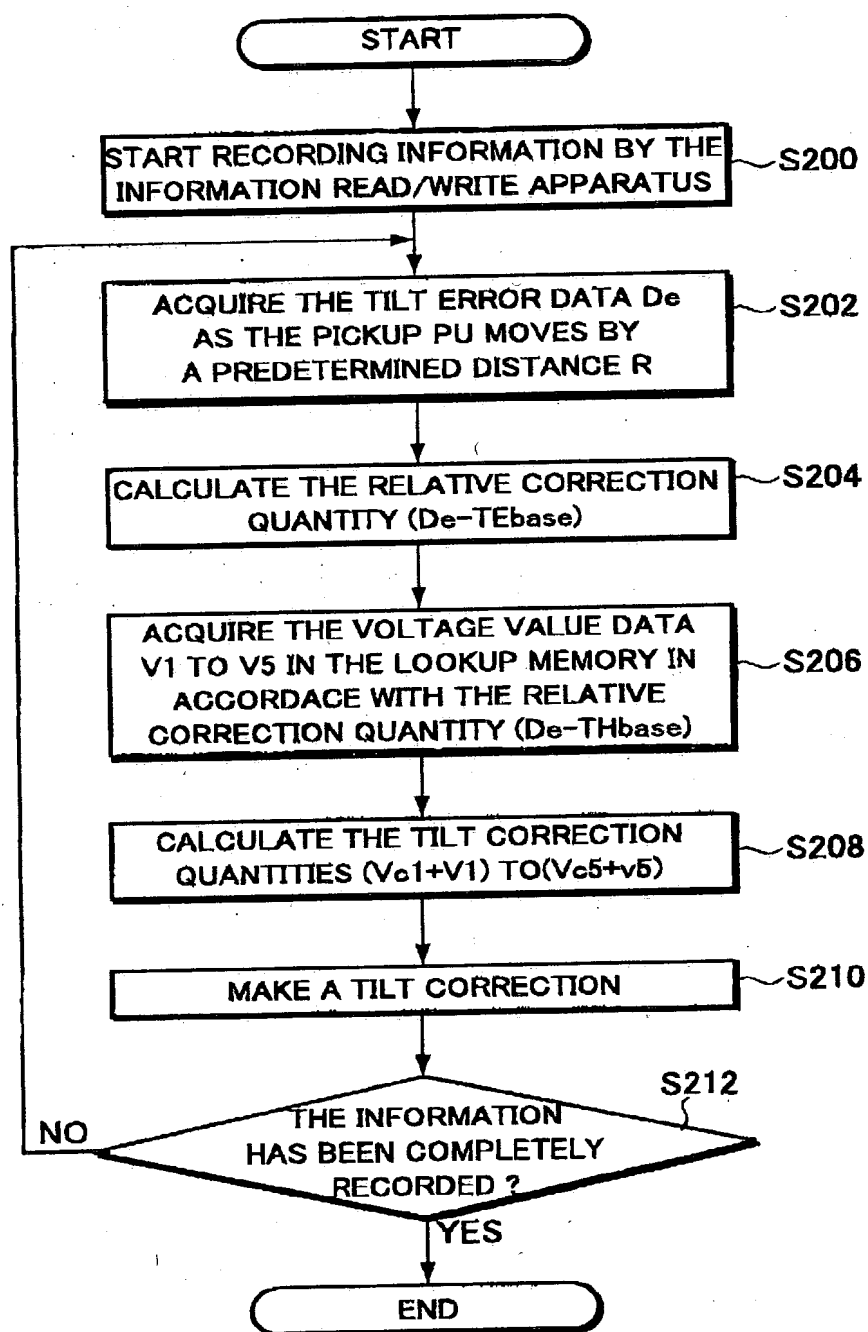 START
START RECORDING INFORMATION BY THE
INFORMATION READ/WRITE APPARATUS
S200
ACQUIRE THE TILT ERROR DATA De
AS THE PICKUP PU MOVES BY
A PREDETERMINED DISTANCE R
S202
CALCULATE THE RELATIVE CORRECTION
QUANTITY (De-TEbase)
S204
ACQUIRE THE VOLTAGE VALUE DATA
V1 TO V5 IN THE LOOKUP MEMORY IN
ACCORDACE WITH THE RELATIVE
CORRECTION QUANTITY (De-THbase)
S206
CALCULATE THE TILT CORRECTION
QUANTITIES (Vc1+V1) TO(Vc5+v5)
S208
MAKE A TILT CORRECTION
S210
S212
THE INFORMATION
HAS BEEN COMPLETELY
RECORDED ?
NO
YES
END